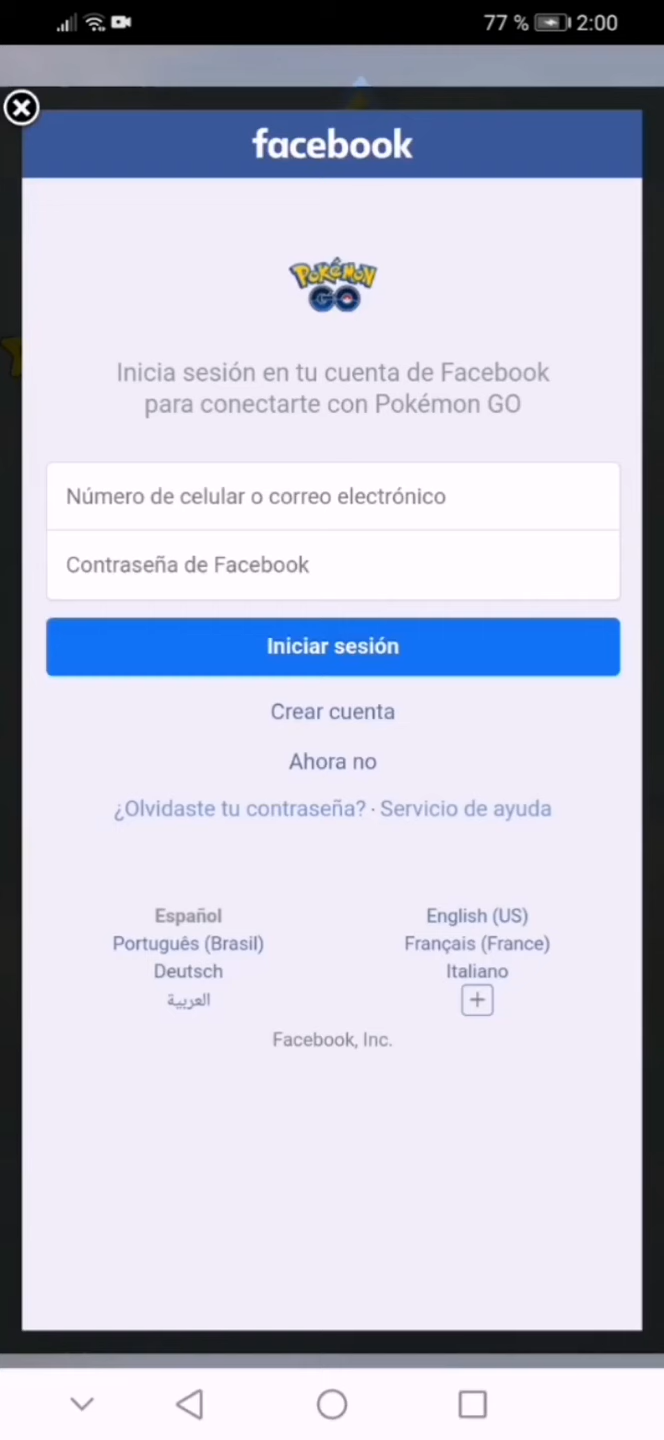 77 % 2:00
facebook
POKÉMON
GO
Inicia sesión en tu cuenta de Facebook
para conectarte con Pokémon GO
Número de celular o correo electrónico
Contraseña de Facebook
Iniciar sesión
Crear cuenta
Ahora no
¿Olvidaste tu contraseña? · Servicio de ayuda
Español English (US)
Português (Brasil) Français (France)
Deutsch Italiano
العربية +
Facebook, Inc.